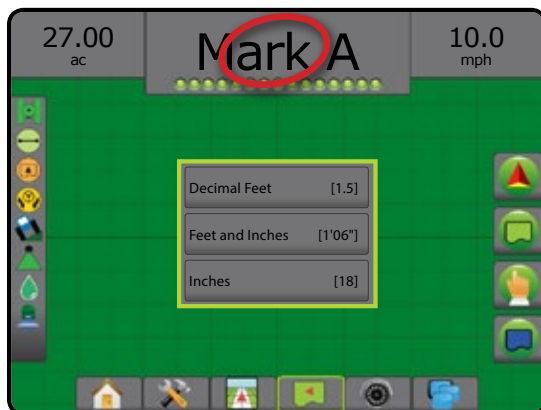 27.00
ac
Mark A
10.0
mph
Decimal Feet [1.5]
Feet and Inches [1'06"]
Inches [18]